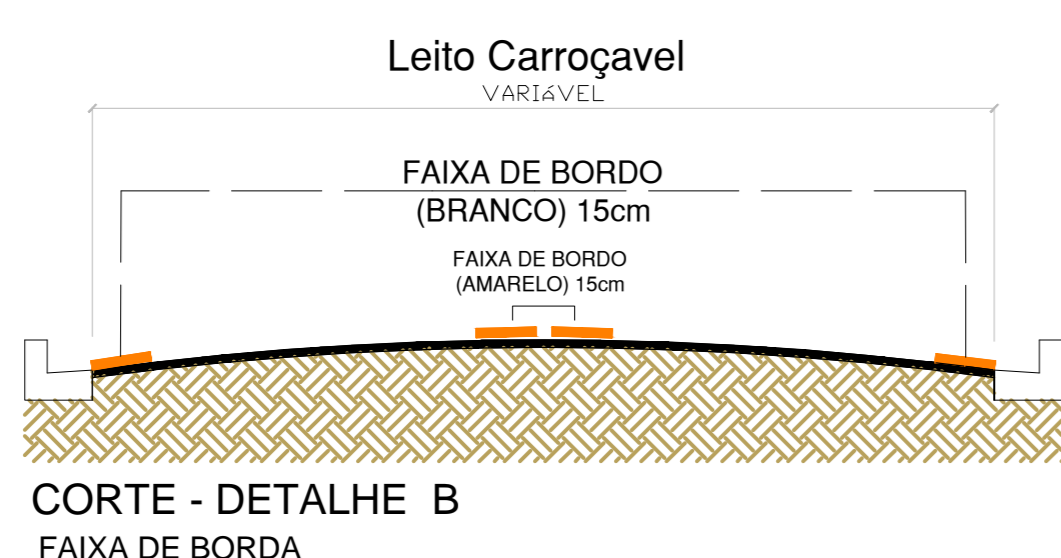 Leito Carroçavel
VARIáVEL
FAIXA DE BORDO
(BRANCO) 15cm
FAIXA DE BORDO
(AMARELO) 15cm
CORTE - DETALHE B
FAIXA DE BORDA